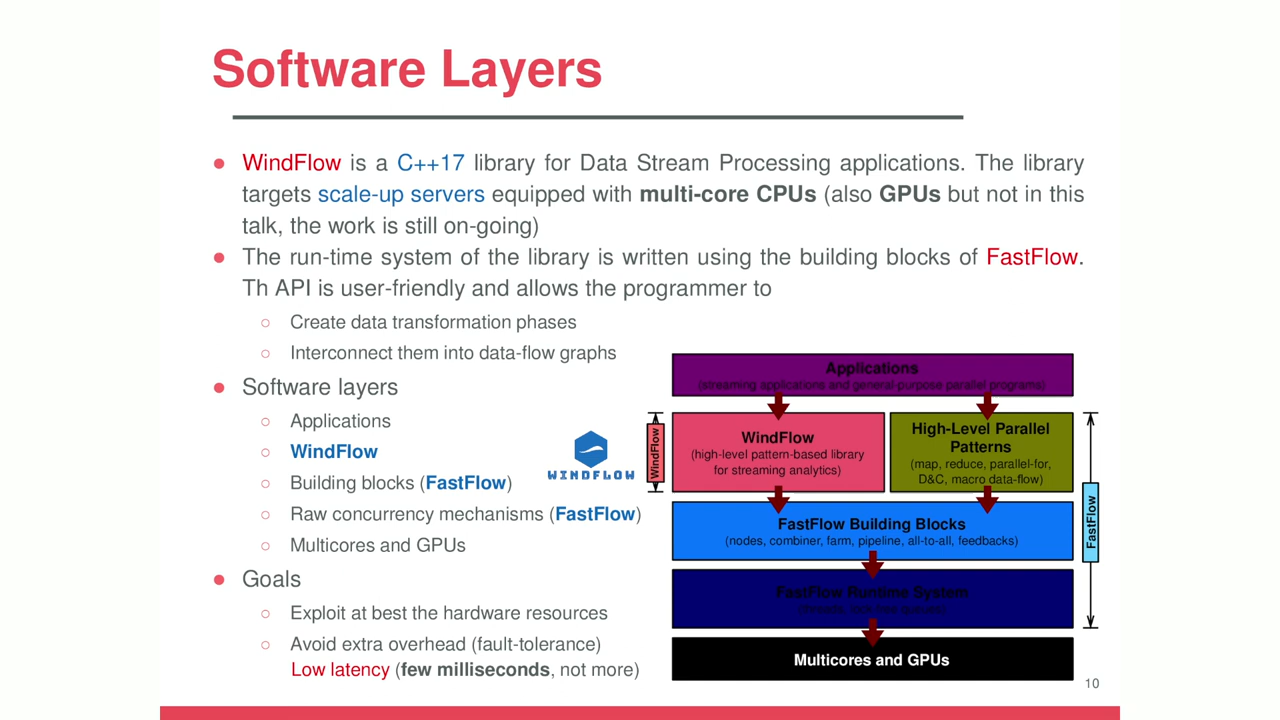 Software Layers
● WindFlow is a C++17 library for Data Stream Processing applications. The library
targets scale-up servers equipped with multi-core CPUs (also GPUs but not in this
talk, the work is still on-going)
● The run-time system of the library is written using the building blocks of FastFlow.
Th API is user-friendly and allows the programmer to
○ Create data transformation phases
○ Interconnect them into data-flow graphs
● Software layers
○ Applications
○ WindFlow
○ Building blocks (FastFlow)
○ Raw concurrency mechanisms (FastFlow)
○ Multicores and GPUs
● Goals
○ Exploit at best the hardware resources
○ Avoid extra overhead (fault-tolerance)
Low latency (few milliseconds, not more)
WINDFLOW
Applications
(streaming applications and general-purpose parallel programs)
WindFlow
WindFlow
(high-level pattern-based library
for streaming analytics)
High-Level Parallel
Patterns
(map, reduce, parallel-for,
D&C, macro data-flow)
FastFlow Building Blocks
(nodes, combiner, farm, pipeline, all-to-all, feedbacks)
FastFlow
FastFlow Runtime System
(threads, lock-free queues)
Multicores and GPUs
10